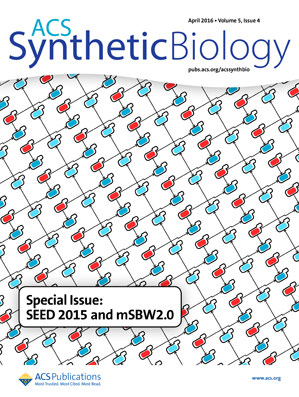 April 2016 • Volume 5, Issue 4
ACS
SyntheticBiology
pubs.acs.org/acssynthbio
Special Issue:
SEED 2015 and mSBW2.0
ACS Publications
Most Trusted. Most Cited. Most Read.
www.acs.org